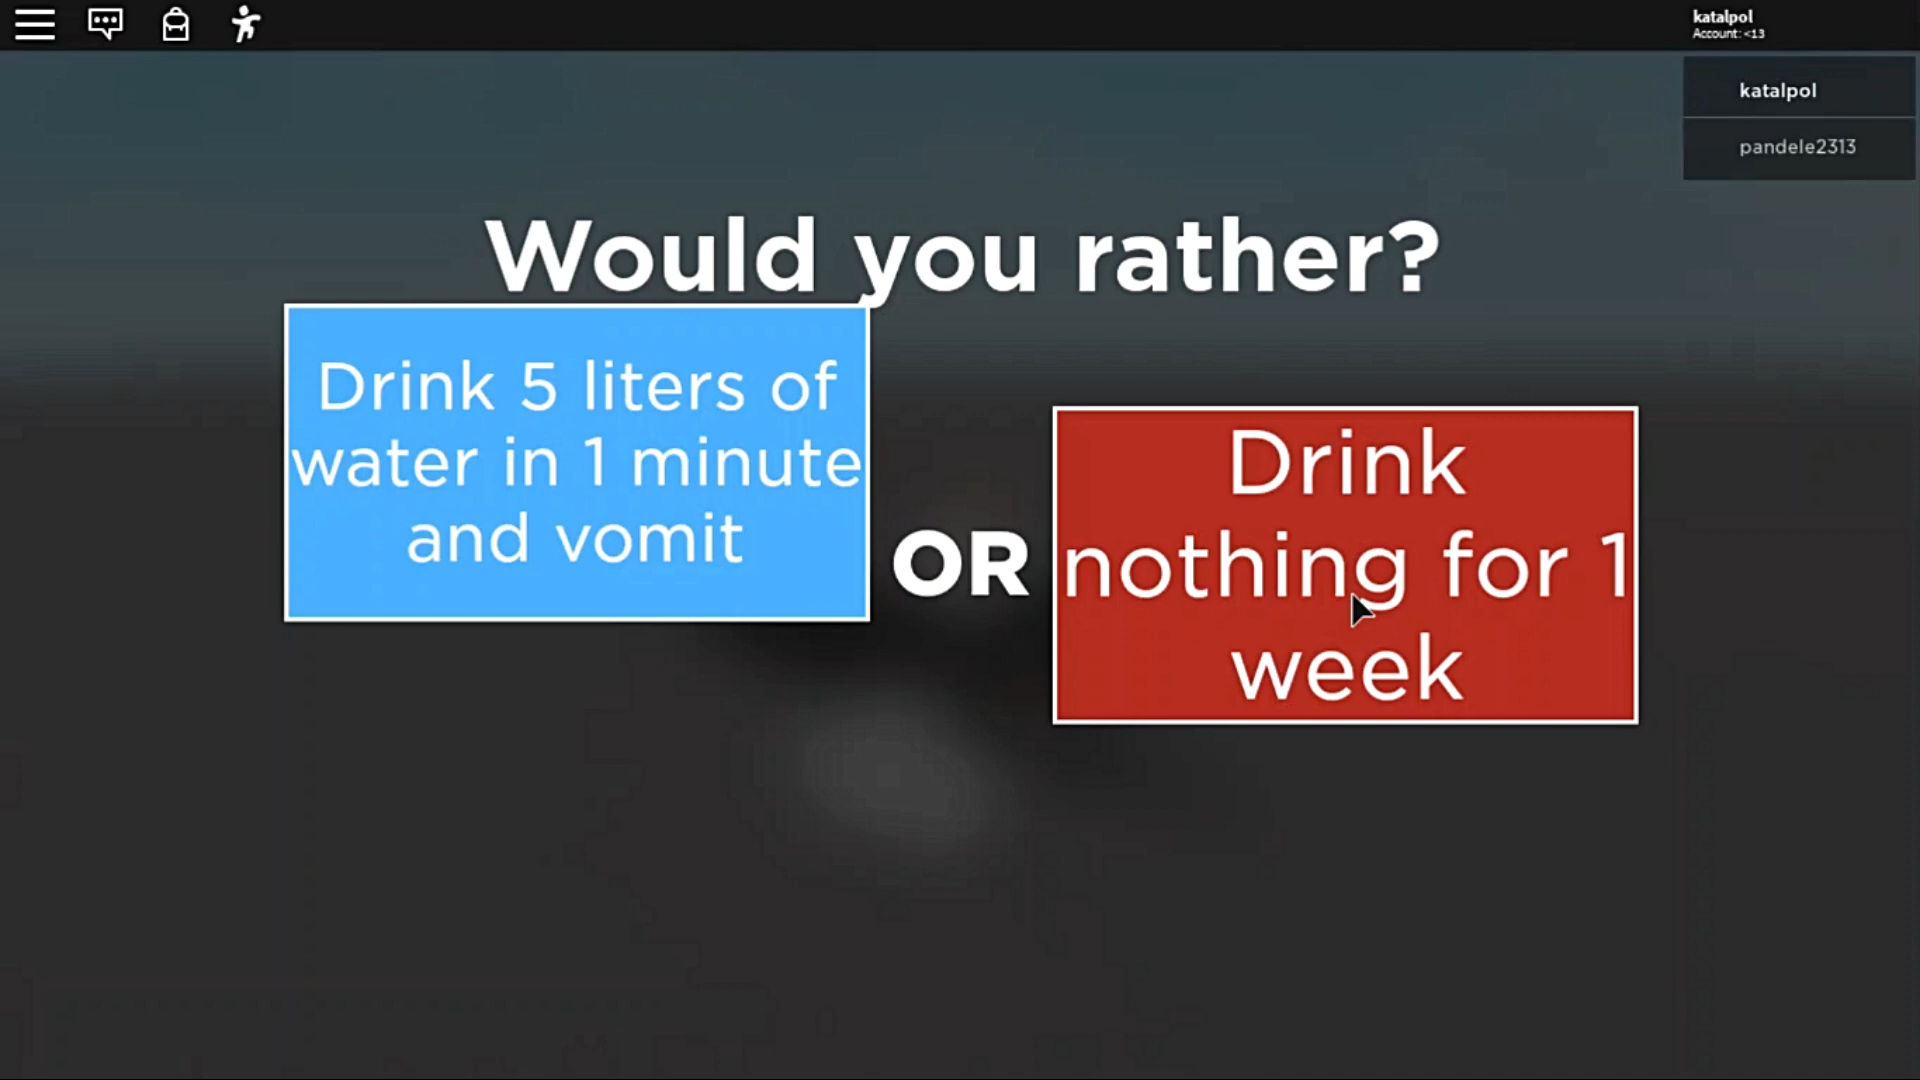 katalpol
Account: <13
katalpol
pandele2313
Would you rather?
Drink 5 liters of
water in 1 minute
and vomit
OR
Drink
nothing for 1
week